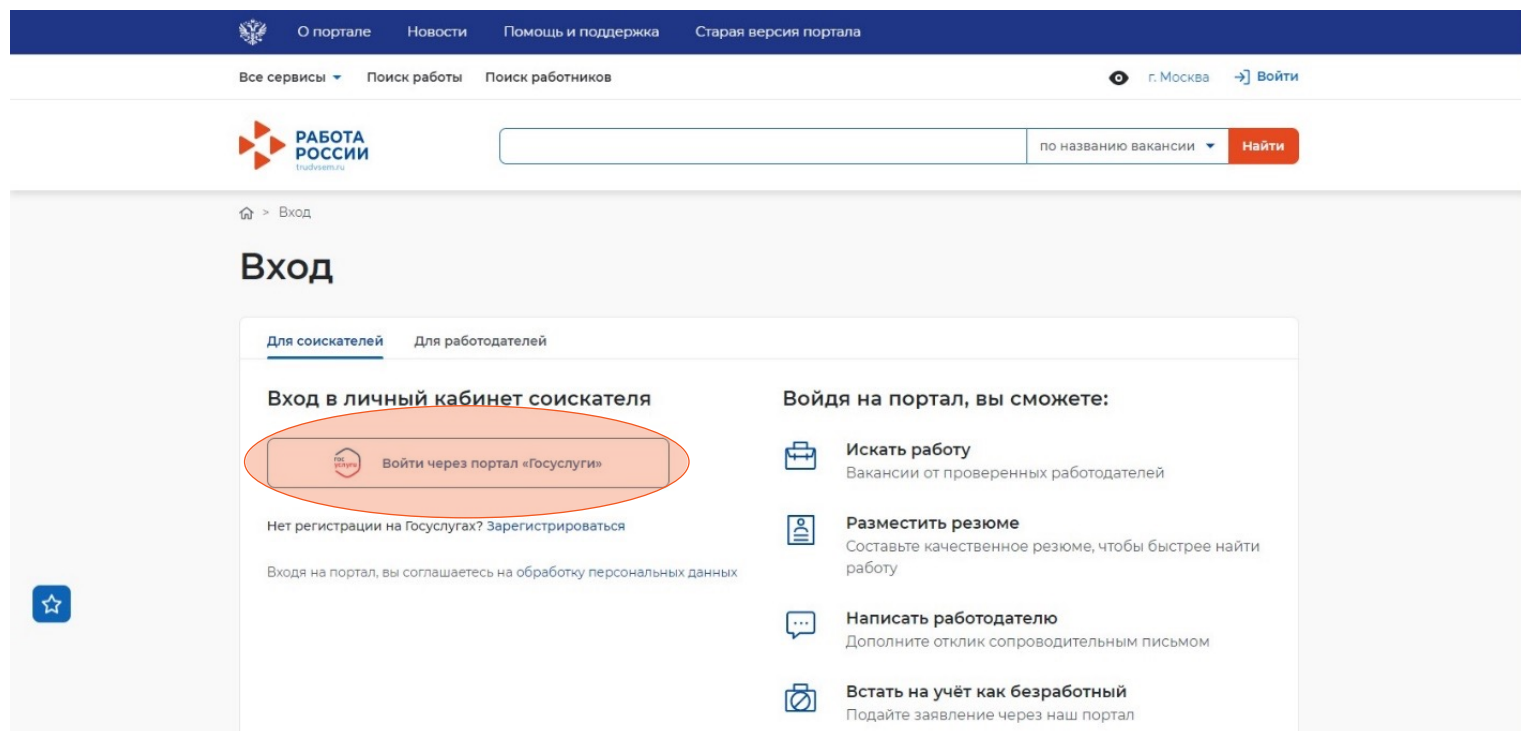 О портале Новости Помощь и поддержка Старая версия портала
Все сервисы Поиск работы Поиск работников г. Москва Войти
РАБОТА
РОССИИ
trudvsem.ru
по названию вакансии Найти
> Вход
Вход
Для соискателей Для работодателей
Вход в личный кабинет соискателя
гос
услуги
Войти через портал «Госуслуги»
Нет регистрации на Госуслугах? Зарегистрироваться
Входя на портал, вы соглашаетесь на обработку персональных данных
Войдя на портал, вы сможете:
Искать работу
Вакансии от проверенных работодателей
Разместить резюме
Составьте качественное резюме, чтобы быстрее найти
работу
Написать работодателю
Дополните отклик сопроводительным письмом
Встать на учёт как безработный
Подайте заявление через наш портал